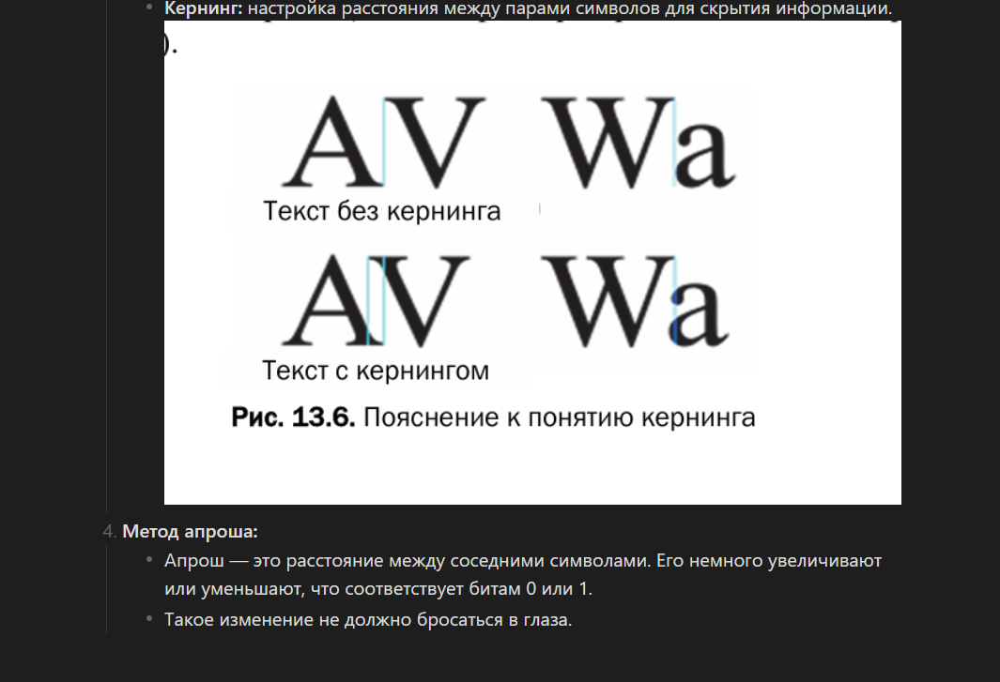 • Кернинг: настройка расстояния между парами символов для скрытия информации.
).
AV Wa
Текст без кернинга
AV Wa
Текст с кернингом
Рис. 13.6. Пояснение к понятию кернинга
4. Метод апроша:
• Апрош — это расстояние между соседними символами. Его немного увеличивают
или уменьшают, что соответствует битам 0 или 1.
• Такое изменение не должно бросаться в глаза.